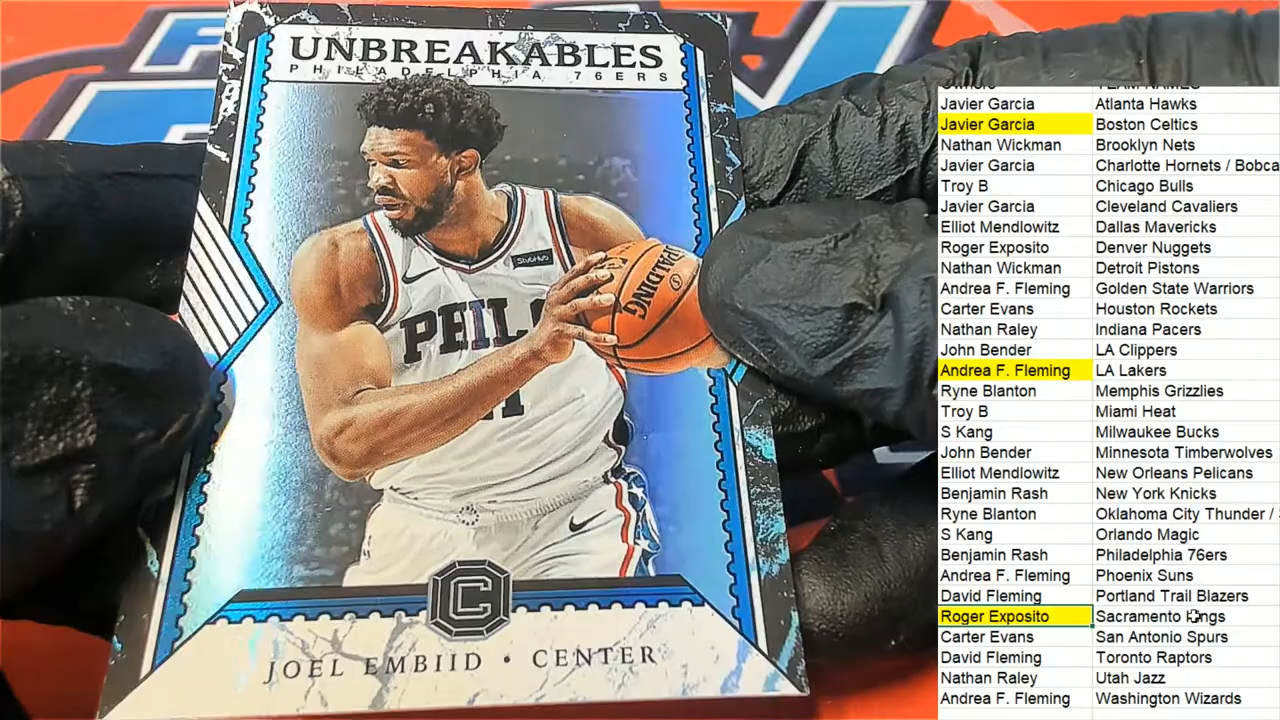 UNBREAKABLES
PHILADELPHIA 76ERS
StubHub
SPALDING
PHIL
21
C
JOEL EMBIID • CENTER
Javier Garcia Atlanta Hawks
Javier Garcia Boston Celtics
Nathan Wickman Brooklyn Nets
Javier Garcia Charlotte Hornets / Bobca
Troy B Chicago Bulls
Javier Garcia Cleveland Cavaliers
Elliot Mendlowitz Dallas Mavericks
Roger Exposito Denver Nuggets
Nathan Wickman Detroit Pistons
Andrea F. Fleming Golden State Warriors
Carter Evans Houston Rockets
Nathan Raley Indiana Pacers
John Bender LA Clippers
Andrea F. Fleming LA Lakers
Ryne Blanton Memphis Grizzlies
Troy B Miami Heat
S Kang Milwaukee Bucks
John Bender Minnesota Timberwolves
Elliot Mendlowitz New Orleans Pelicans
Benjamin Rash New York Knicks
Ryne Blanton Oklahoma City Thunder /
S Kang Orlando Magic
Benjamin Rash Philadelphia 76ers
Andrea F. Fleming Phoenix Suns
David Fleming Portland Trail Blazers
Roger Exposito Sacramento Kings
Carter Evans San Antonio Spurs
David Fleming Toronto Raptors
Nathan Raley Utah Jazz
Andrea F. Fleming Washington Wizards